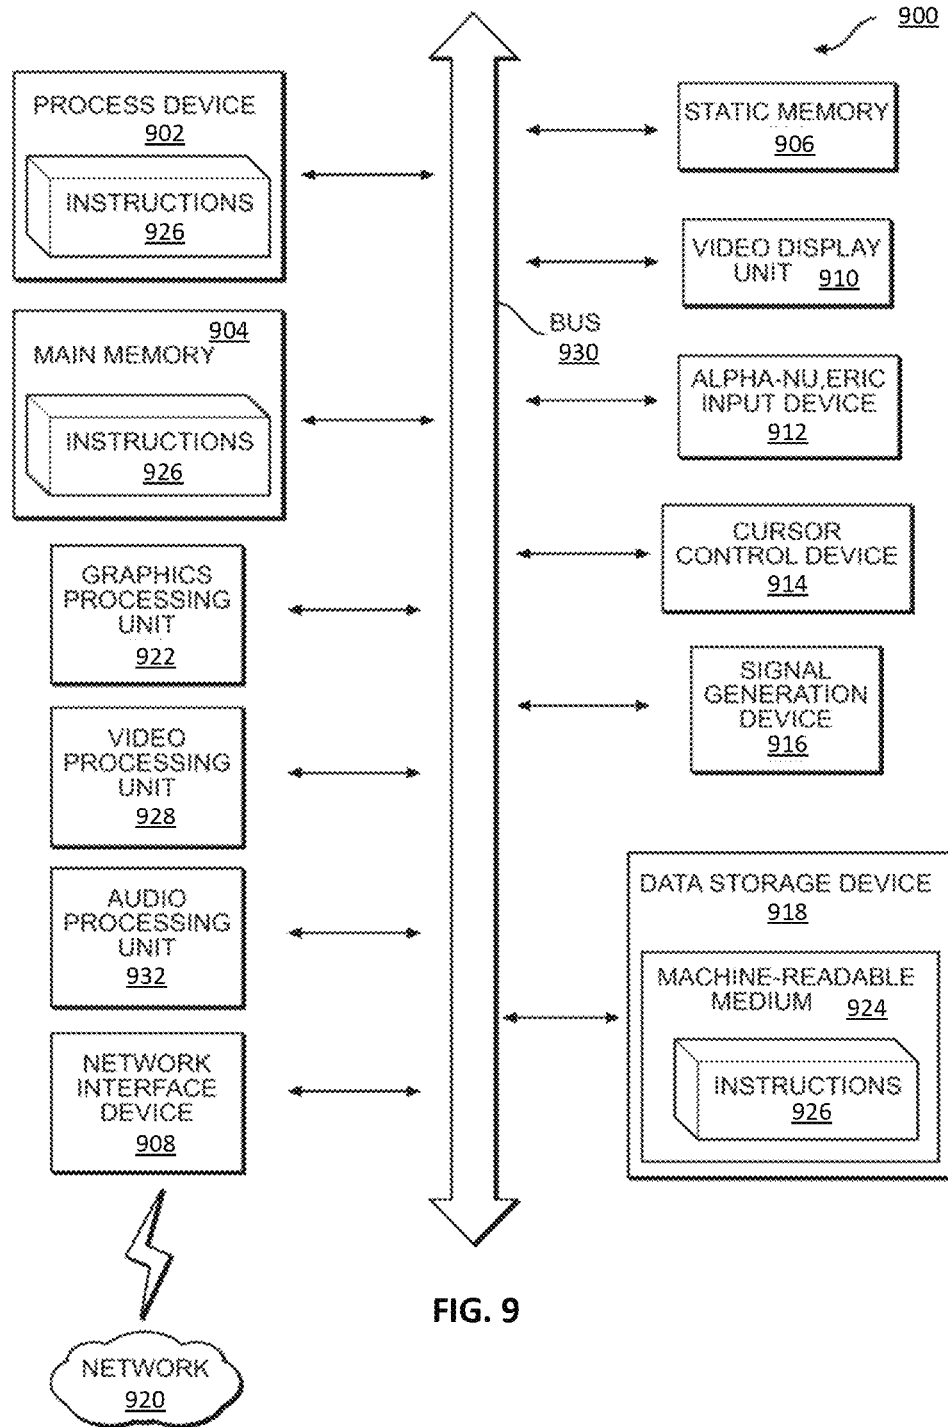 900
PROCESS DEVICE
902
INSTRUCTIONS
926
904
MAIN MEMORY
INSTRUCTIONS
926
GRAPHICS
PROCESSING
UNIT
922
VIDEO
PROCESSING
UNIT
928
AUDIO
PROCESSING
UNIT
932
NETWORK
INTERFACE
DEVICE
908
NETWORK
920
BUS
930
STATIC MEMORY
906
VIDEO DISPLAY
UNIT 910
ALPHA-NU,ERIC
INPUT DEVICE
912
CURSOR
CONTROL DEVICE
914
SIGNAL
GENERATION
DEVICE
916
DATA STORAGE DEVICE
918
MACHINE-READABLE
MEDIUM 924
INSTRUCTIONS
926
FIG. 9